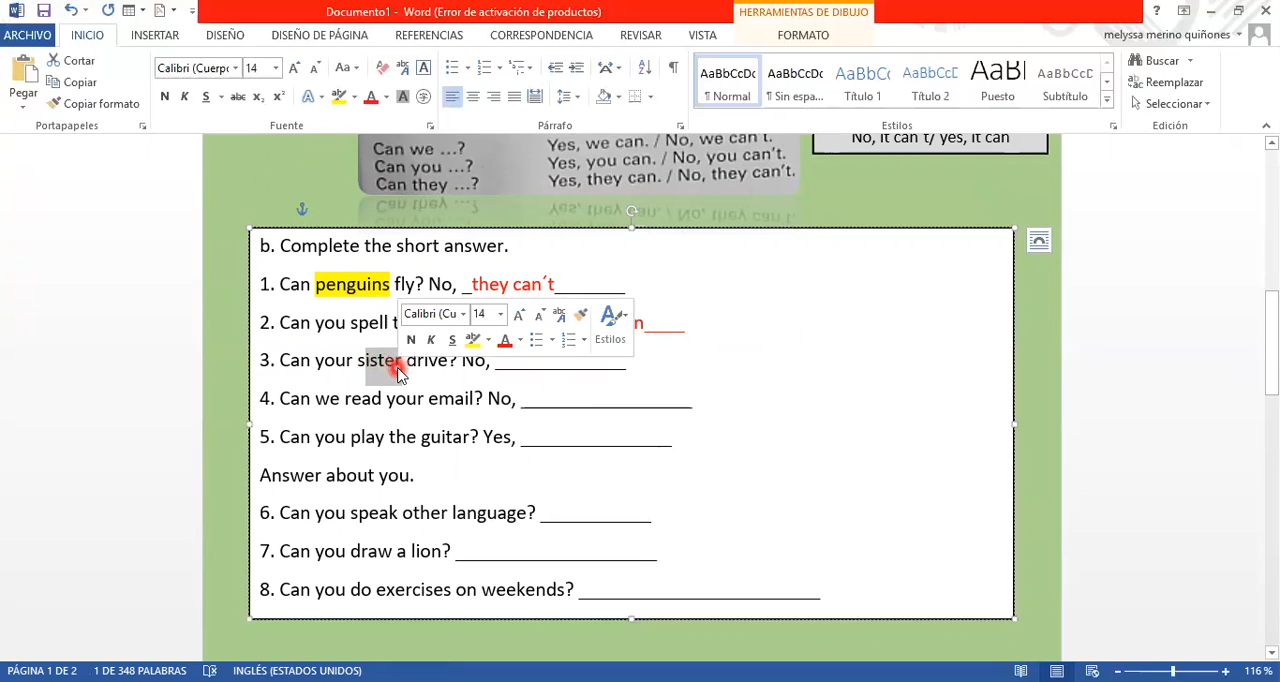 Documento1 - Word (Error de activación de productos)
HERRAMIENTAS DE DIBUJO
ARCHIVO INICIO INSERTAR DISEÑO DISEÑO DE PÁGINA REFERENCIAS CORRESPONDENCIA REVISAR VISTA FORMATO melyssa merino quiñones
Cortar
Copiar
Copiar formato
Pegar
Portapapeles
Calibri (Cuerpo 14
Fuente
Párrafo
AaBbCcDc AaBbCcDc AaBbCc AaBbCcD AaBl AaBbCcD
¶ Normal ¶ Sin espa... Título 1 Título 2 Puesto Subtítulo
Estilos
Buscar
Reemplazar
Seleccionar
Edición
Can we ...? Yes, we can. / No, we can't.
Can you ...? Yes, you can. / No, you can't.
Can they ...? Yes, they can. / No, they can't.
No, it can t/ yes, it can
b. Complete the short answer.
1. Can penguins fly? No, _they can´t_______
2. Can you spell t n____
Calibri (Cu 14
N K S Estilos
3. Can your sister drive? No, _____________
4. Can we read your email? No, _________________
5. Can you play the guitar? Yes, _______________
Answer about you.
6. Can you speak other language? ___________
7. Can you draw a lion? ____________________
8. Can you do exercises on weekends? ________________________
PÁGINA 1 DE 2 1 DE 348 PALABRAS INGLÉS (ESTADOS UNIDOS) 116 %